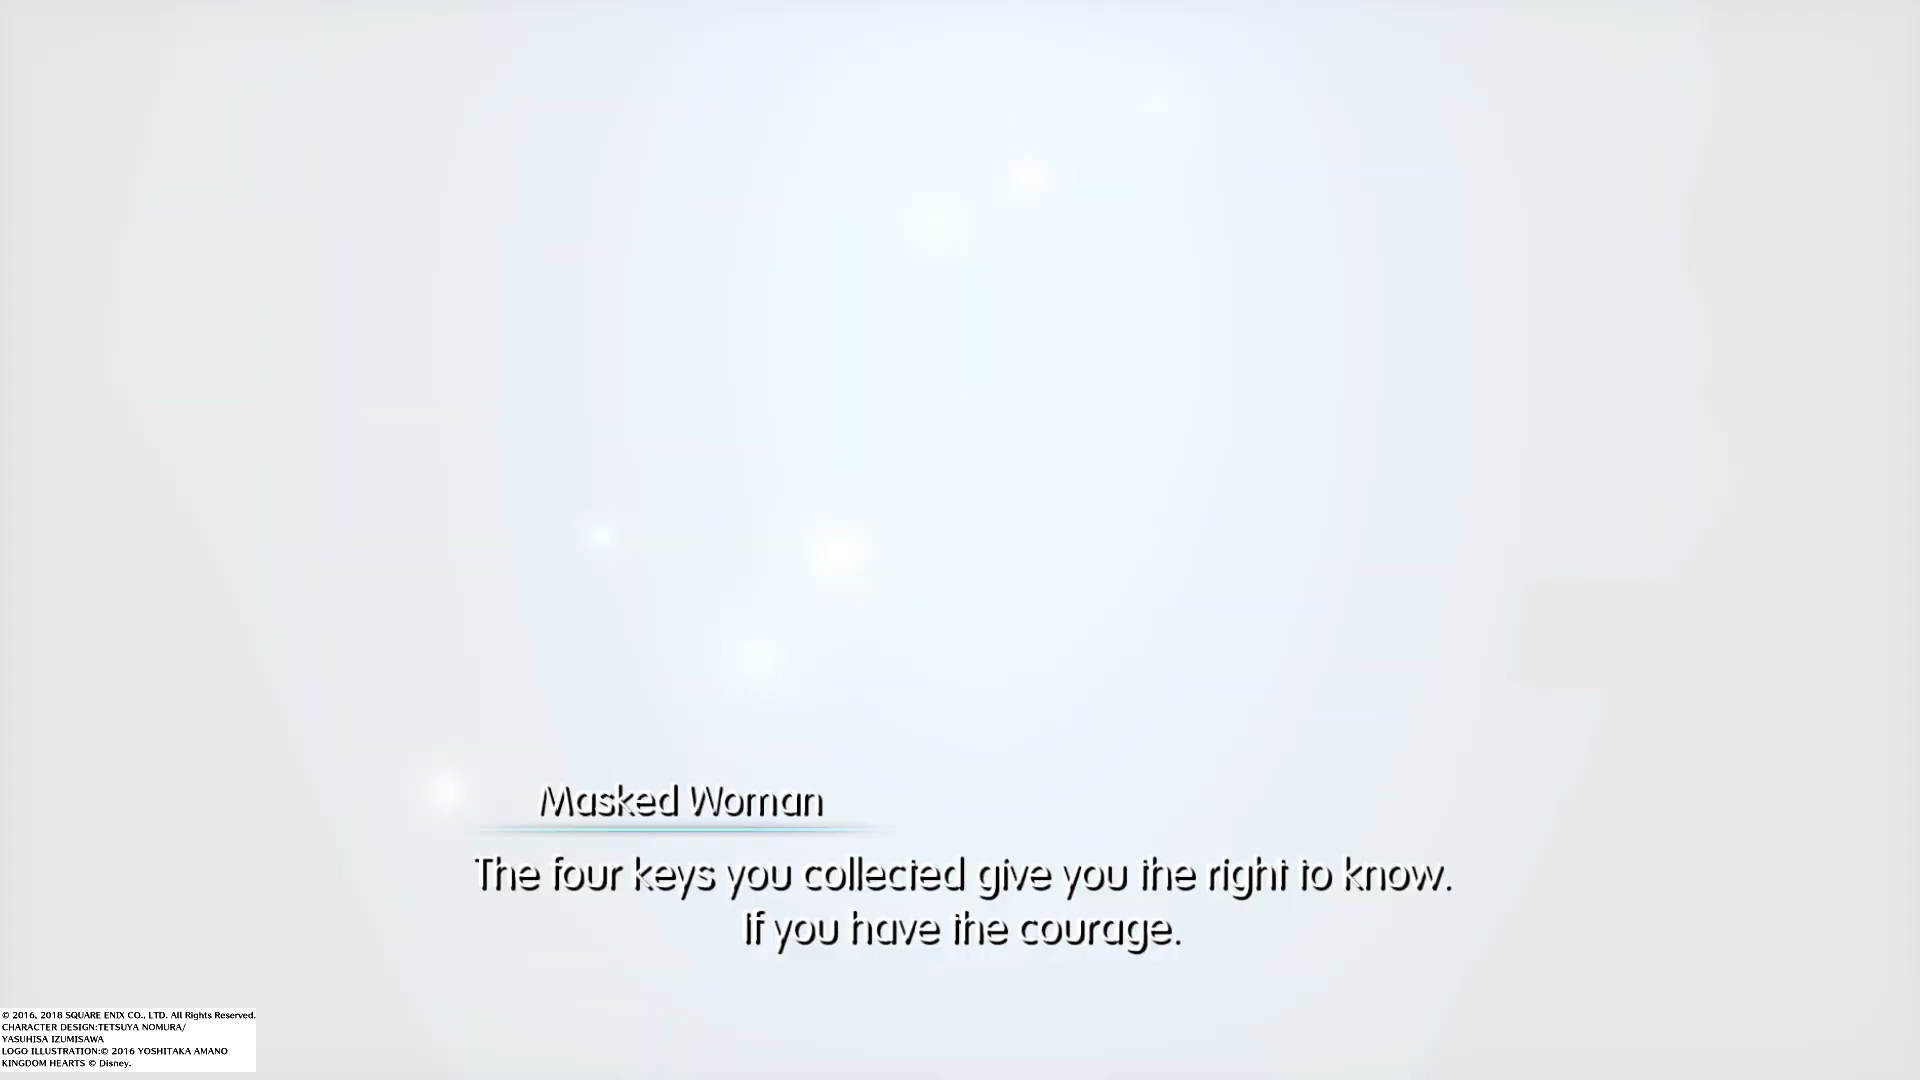 Masked Woman
The four keys you collected give you the right to know.
If you have the courage.
© 2016, 2018 SQUARE ENIX CO., LTD. All Rights Reserved.
CHARACTER DESIGN:TETSUYA NOMURA/
YASUHISA IZUMISAWA
LOGO ILLUSTRATION:© 2016 YOSHITAKA AMANO
KINGDOM HEARTS © Disney.